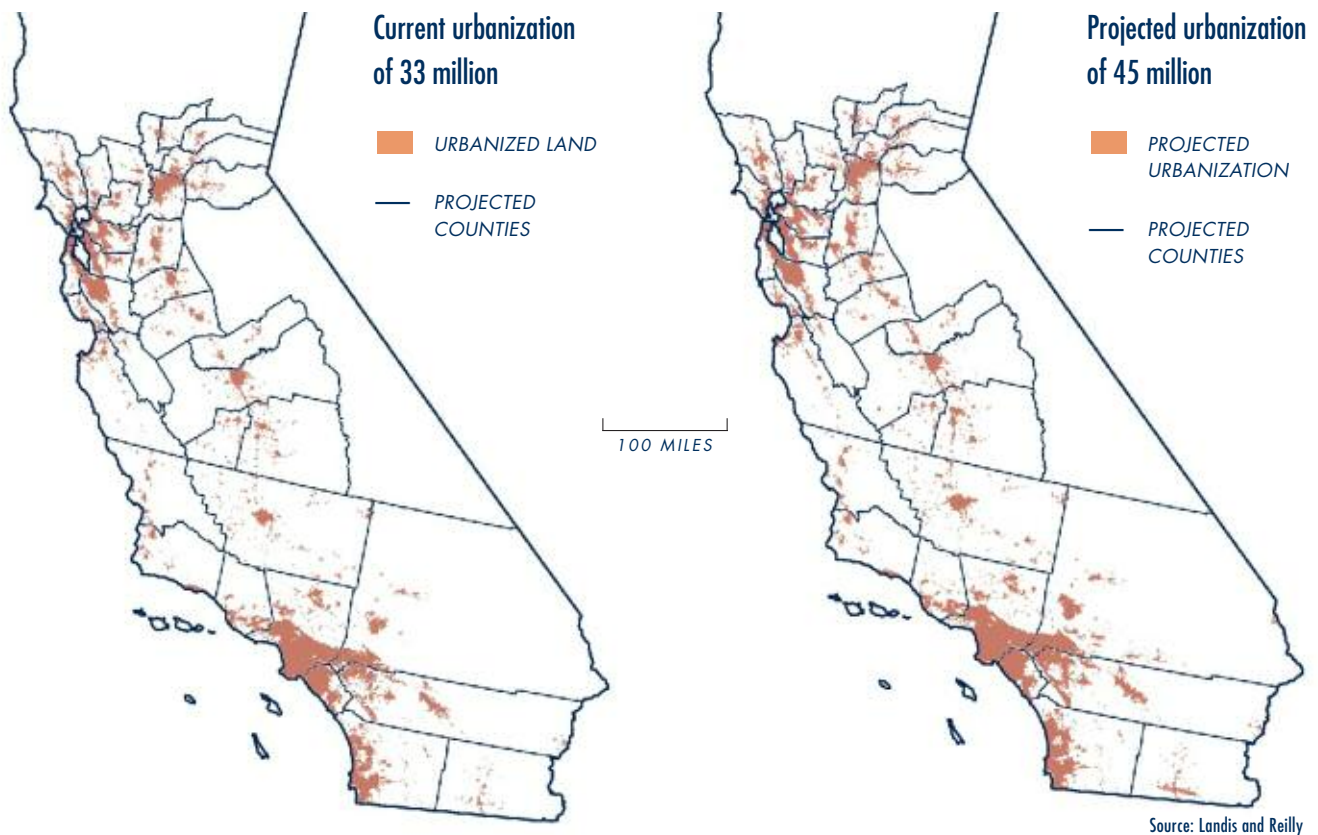 Current urbanization
of 33 million
URBANIZED LAND
PROJECTED
COUNTIES
100 MILES
Projected urbanization
of 45 million
PROJECTED
URBANIZATION
PROJECTED
COUNTIES
Source: Landis and Reilly